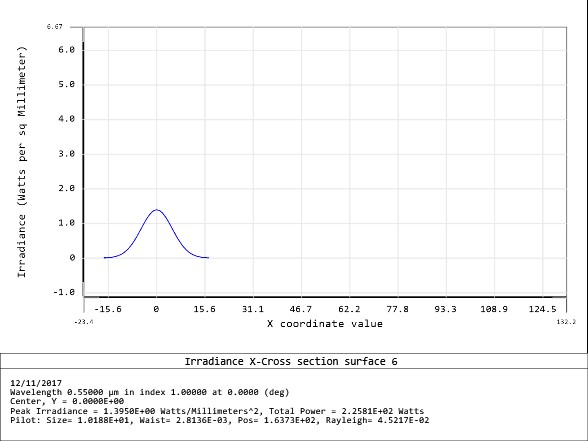 6.67
6.0
5.0
4.0
3.0
2.0
1.0
0
-1.0
Irradiance (Watts per sq Millimeter)
-15.6 0 15.6 31.1 46.7 62.2 77.8 93.3 108.9 124.5
-23.4 132.2
X coordinate value
Irradiance X-Cross section surface 6
12/11/2017
Wavelength 0.55000 µm in index 1.00000 at 0.0000 (deg)
Center, Y = 0.0000E+00
Peak Irradiance = 1.3950E+00 Watts/Millimeters^2, Total Power = 2.2581E+02 Watts
Pilot: Size= 1.0188E+01, Waist= 2.8136E-03, Pos= 1.6373E+02, Rayleigh= 4.5217E-02